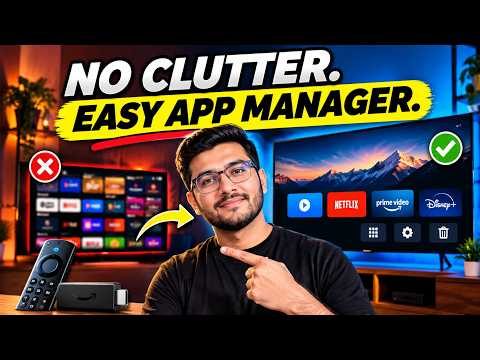 NO CLUTTER.
EASY APP MANAGER.
NETFLIX
prime video
Disney+